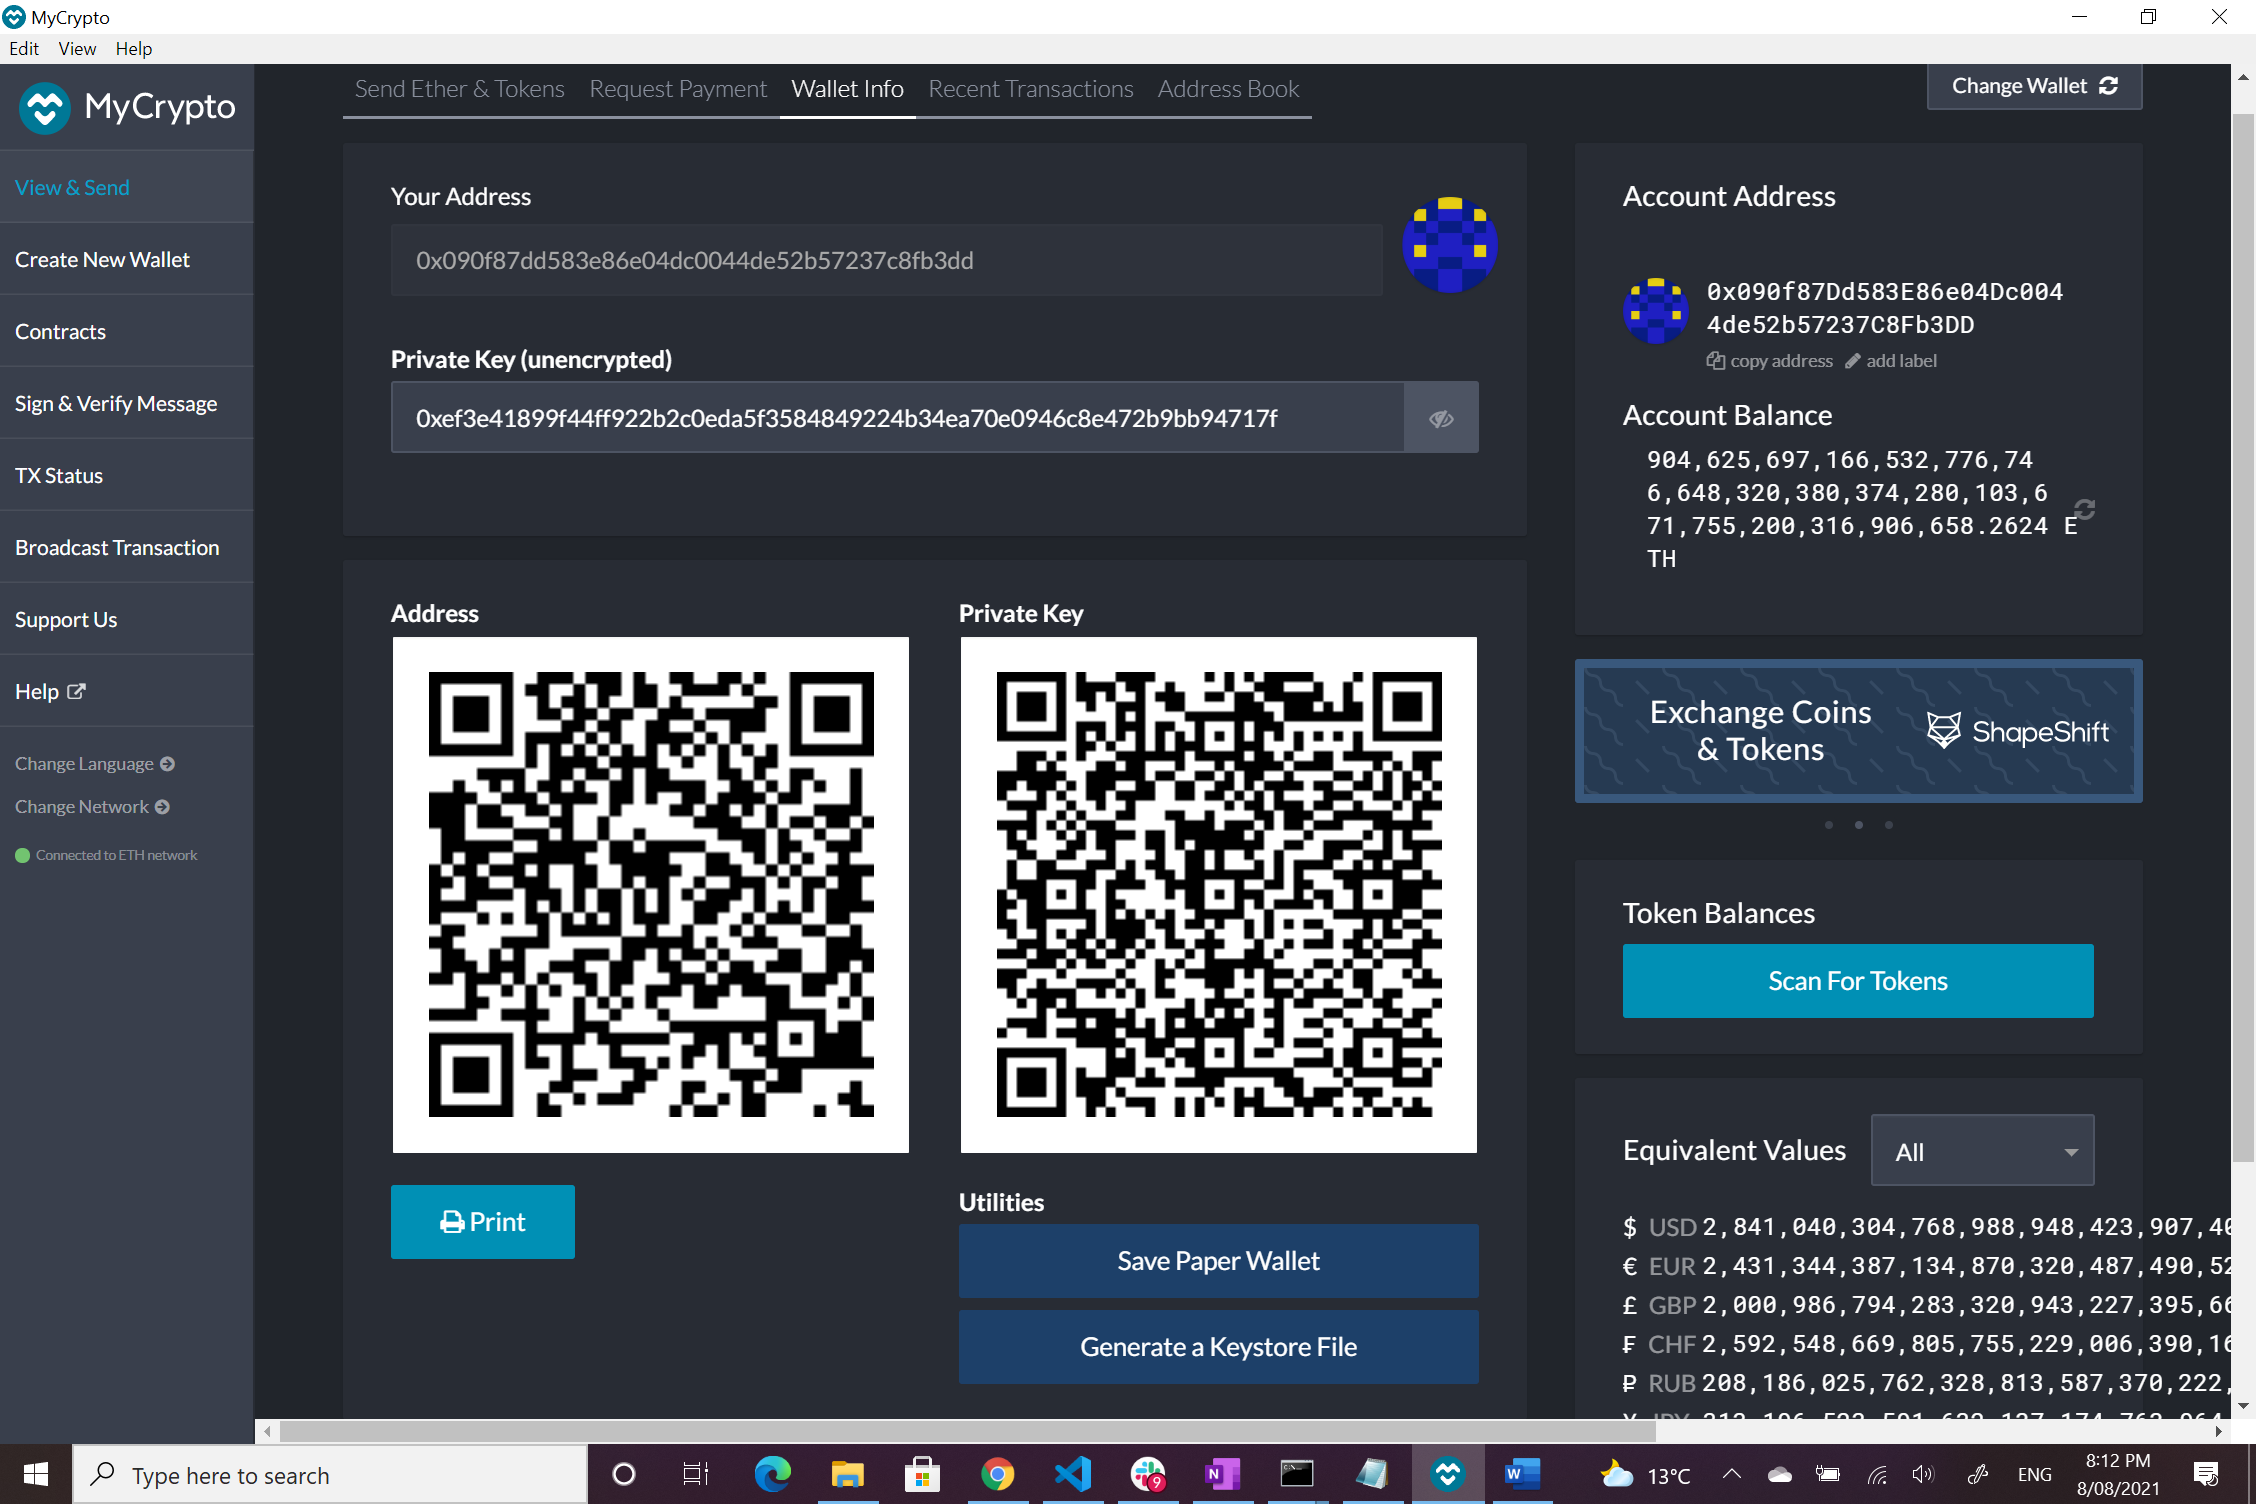 MyCrypto
Edit View Help
MyCrypto
View & Send
Create New Wallet
Contracts
Sign & Verify Message
TX Status
Broadcast Transaction
Support Us
Help
Change Language
Change Network
Connected to ETH network
Send Ether & Tokens Request Payment Wallet Info Recent Transactions Address Book
Change Wallet
Your Address
0x090f87dd583e86e04dc0044de52b57237c8fb3dd
Private Key (unencrypted)
0xef3e41899f44ff922b2c0eda5f3584849224b34ea70e0946c8e472b9bb94717f
Address
Private Key
Print
Utilities
Save Paper Wallet
Generate a Keystore File
Account Address
0x090f87Dd583E86e04Dc004
4de52b57237C8Fb3DD
copy address add label
Account Balance
904,625,697,166,532,776,74
6,648,320,380,374,280,103,6
71,755,200,316,906,658.2624 E
TH
Exchange Coins
& Tokens
ShapeShift
Token Balances
Scan For Tokens
Equivalent Values All
$ USD 2,841,040,304,768,988,948,423,907,40
€ EUR 2,431,344,387,134,870,320,487,490,52
£ GBP 2,000,986,794,283,320,943,227,395,66
₣ CHF 2,592,548,669,805,755,229,006,390,16
₽ RUB 208,186,025,762,328,813,587,370,222,
Type here to search
9
13°C
ENG
8:12 PM
8/08/2021